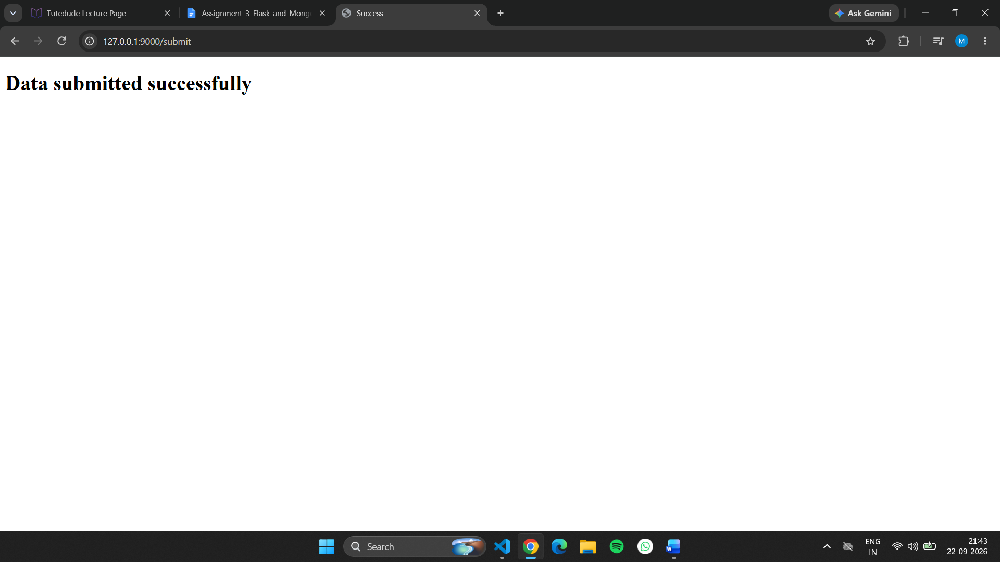 Tutedude Lecture Page
Assignment_3_Flask_and_Mong
Success
Ask Gemini
127.0.0.1:9000/submit
M
Data submitted successfully
Search
W
ENG
IN
21:43
22-09-2026